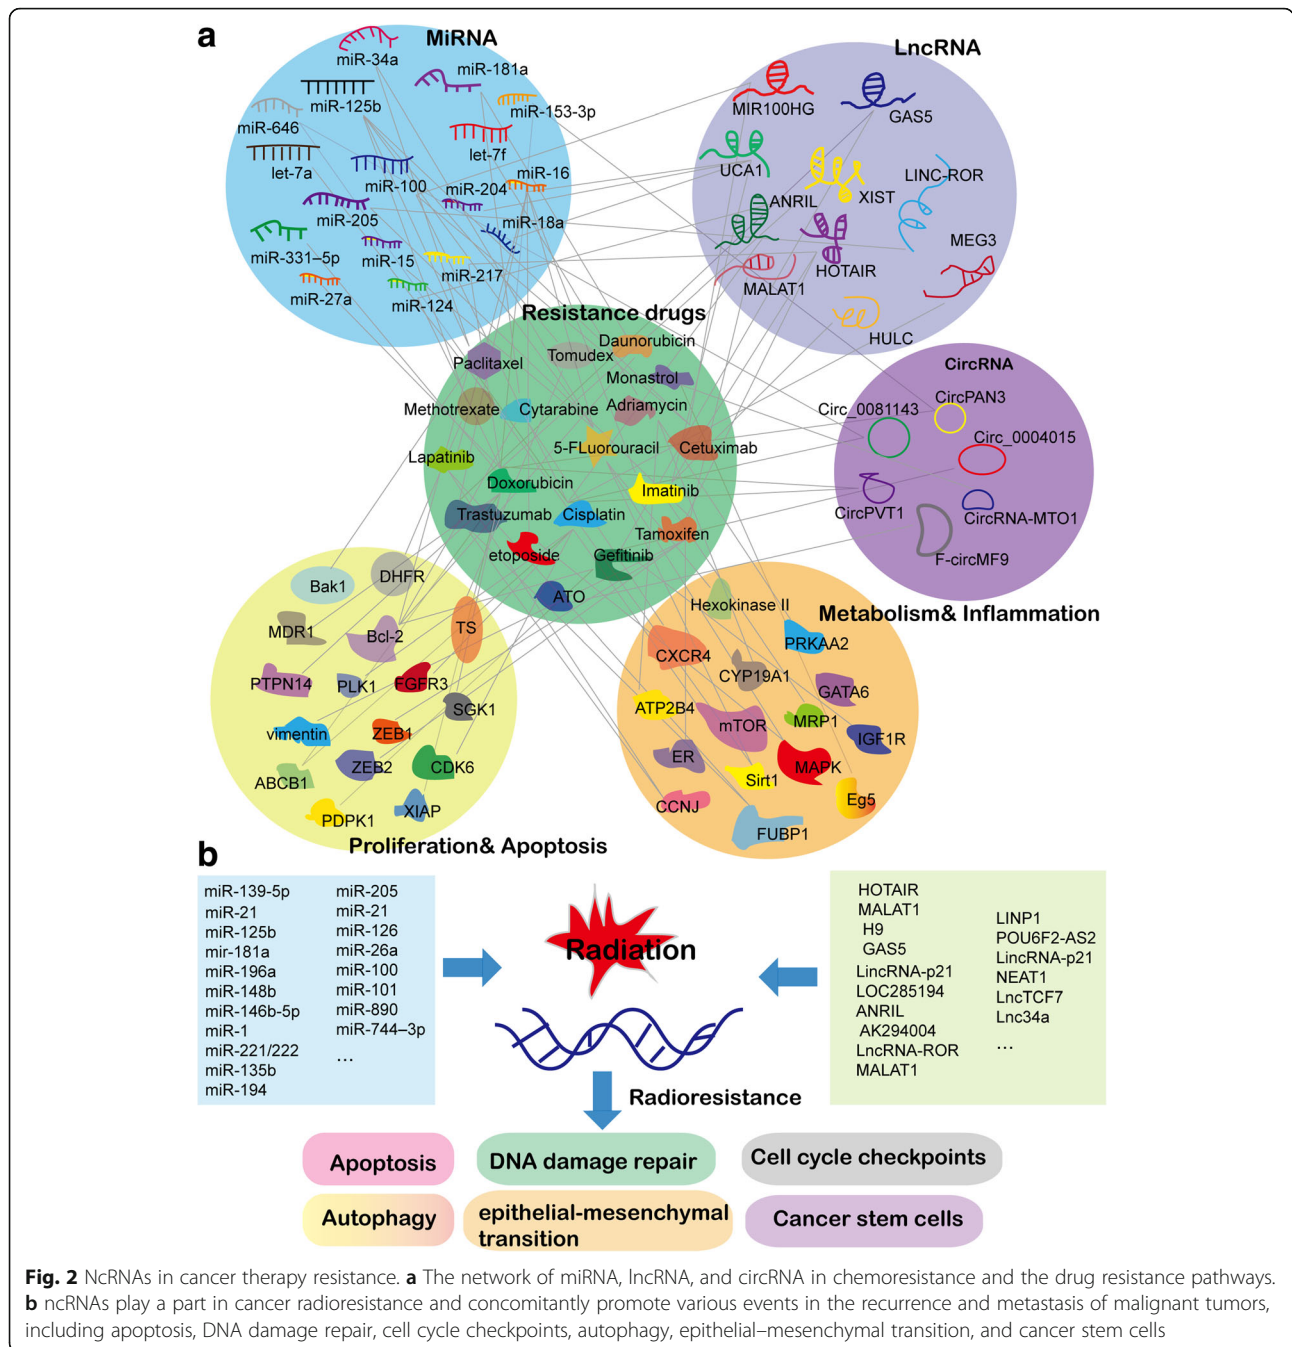 a
MiRNA
miR-34a
miR-181a
miR-125b
miR-153-3p
miR-646
let-7f
let-7a
miR-100
miR-204
miR-16
miR-205
miR-18a
miR-331–5p
miR-15
miR-217
miR-27a
miR-124
LncRNA
MIR100HG
GAS5
UCA1
LINC-ROR
ANRIL
XIST
MEG3
HOTAIR
MALAT1
HULC
Resistance drugs
Daunorubicin
Tomudex
Paclitaxel
Monastrol
Methotrexate
Cytarabine
Adriamycin
5-FLuorouracil
Cetuximab
Lapatinib
Doxorubicin
Imatinib
Trastuzumab
Cisplatin
Tamoxifen
etoposide
Gefitinib
ATO
CircRNA
CircPAN3
Circ_0081143
Circ_0004015
CircPVT1
CircRNA-MTO1
F-circMF9
Bak1
DHFR
MDR1
Bcl-2
TS
PTPN14
PLK1
FGFR3
SGK1
vimentin
ZEB1
ABCB1
ZEB2
CDK6
PDPK1
XIAP
Proliferation& Apoptosis
Metabolism& Inflammation
Hexokinase II
PRKAA2
CXCR4
CYP19A1
GATA6
ATP2B4
mTOR
MRP1
IGF1R
ER
Sirt1
MAPK
CCNJ
Eg5
FUBP1
b
miR-139-5p
miR-21
miR-125b
mir-181a
miR-196a
miR-148b
miR-146b-5p
miR-1
miR-221/222
miR-135b
miR-194
miR-205
miR-21
miR-126
miR-26a
miR-100
miR-101
miR-890
miR-744–3p
...
Radiation
HOTAIR
MALAT1
H9
GAS5
LincRNA-p21
LOC285194
ANRIL
AK294004
LncRNA-ROR
MALAT1
LINP1
POU6F2-AS2
LincRNA-p21
NEAT1
LncTCF7
Lnc34a
...
Radioresistance
Apoptosis
DNA damage repair
Cell cycle checkpoints
Autophagy
epithelial-mesenchymal
transition
Cancer stem cells
Fig. 2 NcRNAs in cancer therapy resistance. a The network of miRNA, lncRNA, and circRNA in chemoresistance and the drug resistance pathways.
b ncRNAs play a part in cancer radioresistance and concomitantly promote various events in the recurrence and metastasis of malignant tumors,
including apoptosis, DNA damage repair, cell cycle checkpoints, autophagy, epithelial–mesenchymal transition, and cancer stem cells